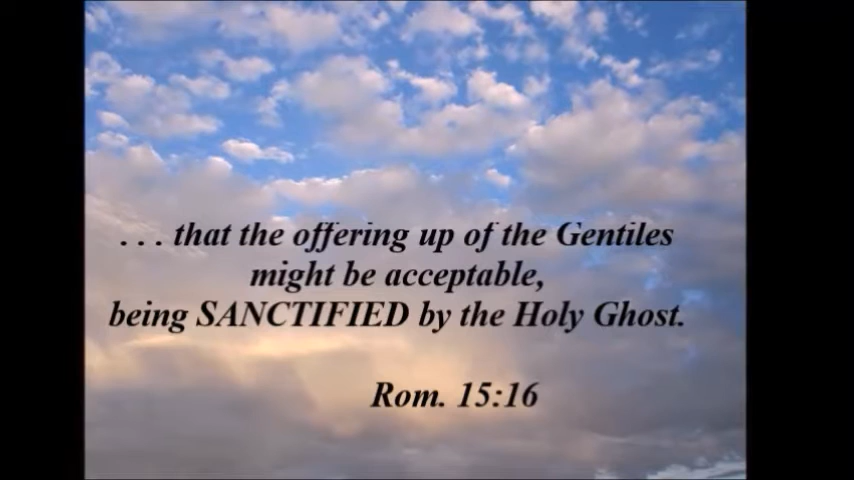 . . . that the offering up of the Gentiles
might be acceptable,
being SANCTIFIED by the Holy Ghost.
Rom. 15:16